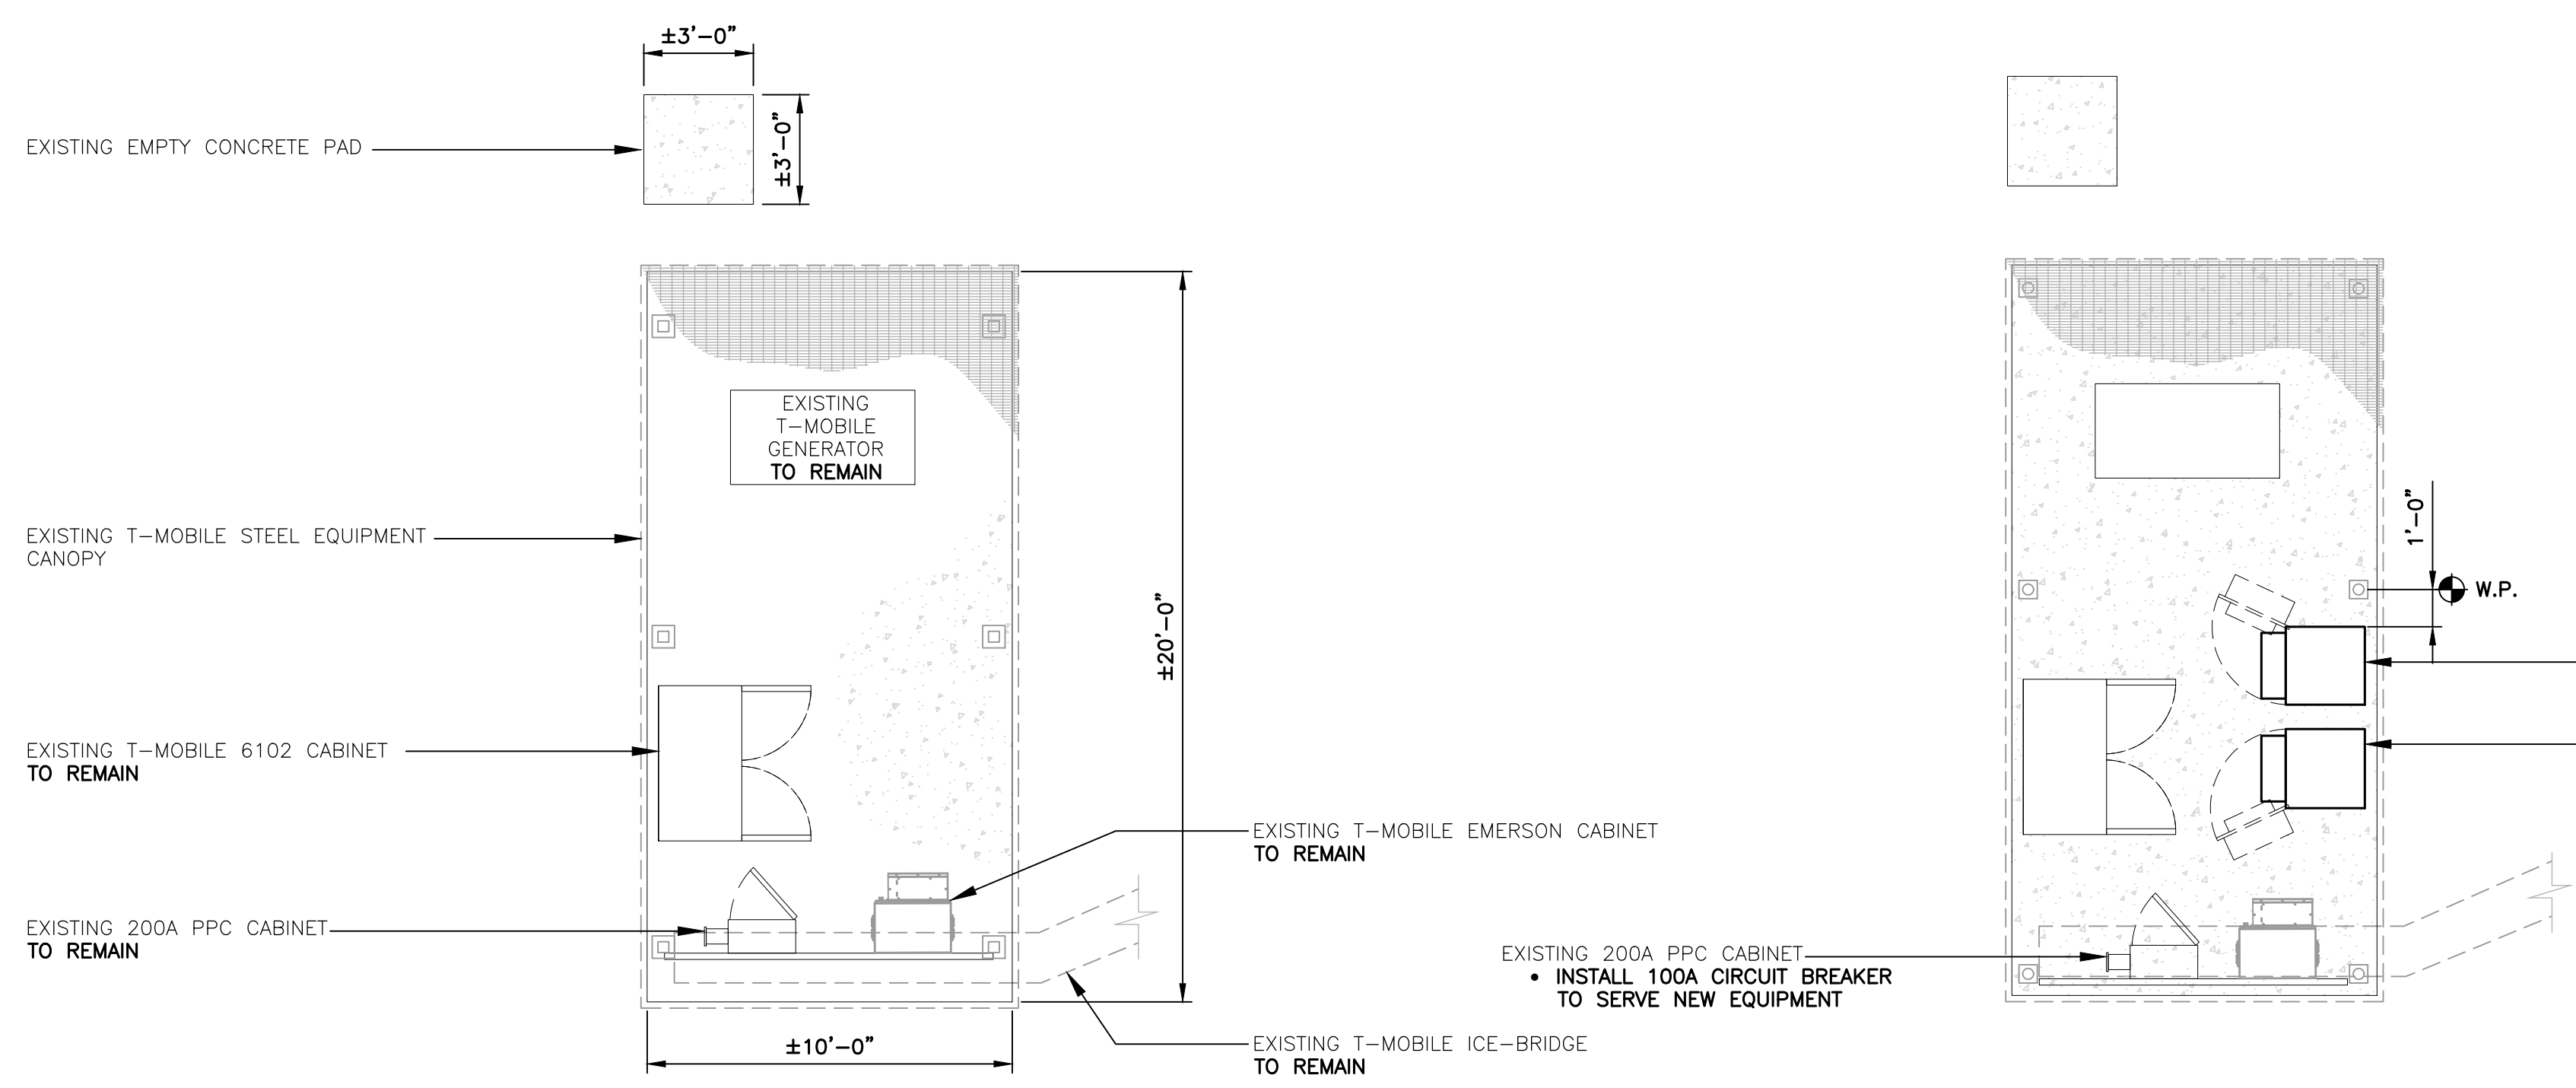 ±3'-0"
±3'-0"
EXISTING EMPTY CONCRETE PAD
EXISTING
T-MOBILE
GENERATOR
TO REMAIN
EXISTING T-MOBILE STEEL EQUIPMENT
CANOPY
±20'-0"
EXISTING T-MOBILE 6102 CABINET
TO REMAIN
EXISTING T-MOBILE EMERSON CABINET
TO REMAIN
EXISTING 200A PPC CABINET
TO REMAIN
±10'-0"
EXISTING T-MOBILE ICE-BRIDGE
TO REMAIN
1'-0"
W.P.
EXISTING 200A PPC CABINET
• INSTALL 100A CIRCUIT BREAKER
TO SERVE NEW EQUIPMENT